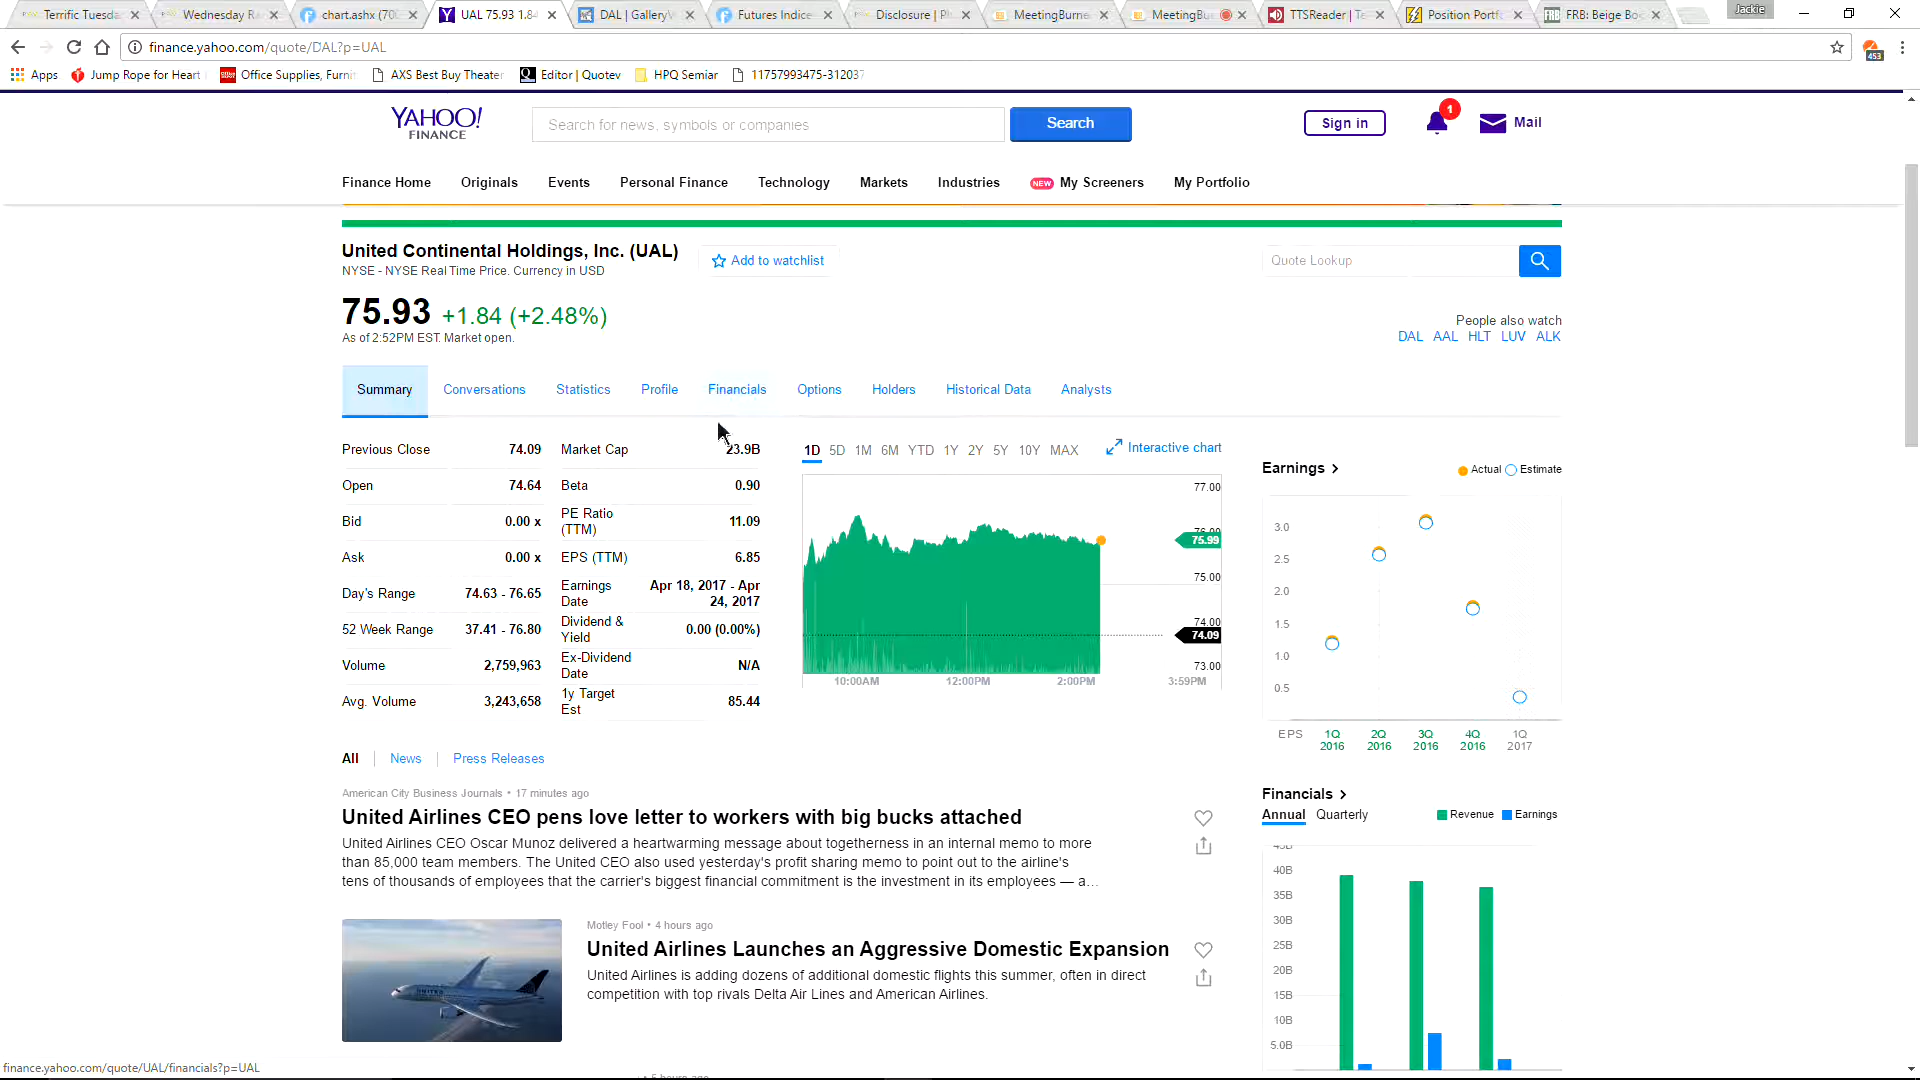 Terrific Tuesda
Wednesday R
chart.ashx (700
UAL 75.93 1.84
DAL | Gallery
Futures Indice
Disclosure | P
MeetingBurne
MeetingBu
TTSReader | Te
Position Portf
FRB: Beige Bo
Jackie
finance.yahoo.com/quote/DAL?p=UAL
453
Apps
Jump Rope for Heart
Office Supplies, Furni
AXS Best Buy Theater
Editor | Quotev
HPQ Semiar
11757993475-312037
YAHOO!
FINANCE
Search for news, symbols or companies
Search
Sign in
1
Mail
Finance Home
Originals
Events
Personal Finance
Technology
Markets
Industries
NEW My Screeners
My Portfolio
United Continental Holdings, Inc. (UAL)
Add to watchlist
NYSE - NYSE Real Time Price. Currency in USD
Quote Lookup
75.93 +1.84 (+2.48%)
As of 2:52PM EST. Market open.
People also watch
DAL AAL HLT LUV ALK
Summary
Conversations
Statistics
Profile
Financials
Options
Holders
Historical Data
Analysts
Previous Close 74.09
Open 74.64
Bid 0.00 x
Ask 0.00 x
Day's Range 74.63 - 76.65
52 Week Range 37.41 - 76.80
Volume 2,759,963
Avg. Volume 3,243,658
Market Cap 23.9B
Beta 0.90
PE Ratio
(TTM) 11.09
EPS (TTM) 6.85
Earnings
Date Apr 18, 2017 - Apr
24, 2017
Dividend &
Yield 0.00 (0.00%)
Ex-Dividend
Date N/A
1y Target
Est 85.44
1D 5D 1M 6M YTD 1Y 2Y 5Y 10Y MAX
Interactive chart
77.00
76.00
75.99
75.00
74.00
74.09
73.00
10:00AM 12:00PM 2:00PM 3:59PM
Earnings
Actual Estimate
3.0
2.5
2.0
1.5
1.0
0.5
EPS 1Q 2Q 3Q 4Q 1Q
2016 2016 2016 2016 2017
All
News
Press Releases
American City Business Journals • 17 minutes ago
United Airlines CEO pens love letter to workers with big bucks attached
United Airlines CEO Oscar Munoz delivered a heartwarming message about togetherness in an internal memo to more
than 85,000 team members. The United CEO also used yesterday's profit sharing memo to point out to the airline's
tens of thousands of employees that the carrier's biggest financial commitment is the investment in its employees — a...
Motley Fool • 4 hours ago
United Airlines Launches an Aggressive Domestic Expansion
United Airlines is adding dozens of additional domestic flights this summer, often in direct
competition with top rivals Delta Air Lines and American Airlines.
Financials
Annual Quarterly
Revenue Earnings
45B
40B
35B
30B
25B
20B
15B
10B
5.0B
finance.yahoo.com/quote/UAL/financials?p=UAL